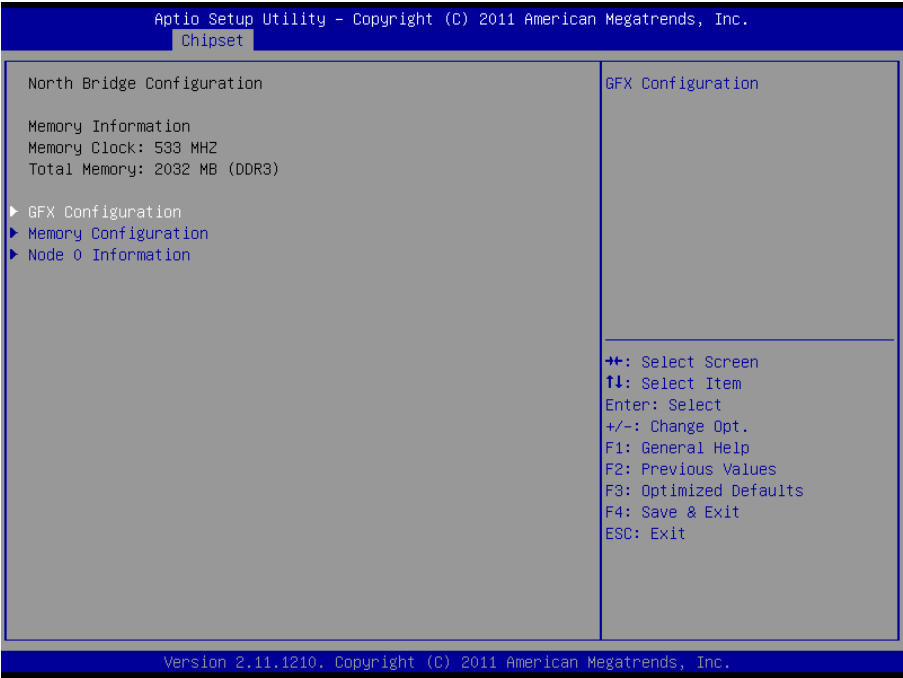 Aptio Setup Utility – Copyright (C) 2011 American Megatrends, Inc.
Chipset
North Bridge Configuration
Memory Information
Memory Clock: 533 MHZ
Total Memory: 2032 MB (DDR3)
GFX Configuration
Memory Configuration
Node 0 Information
GFX Configuration
→←: Select Screen
↑↓: Select Item
Enter: Select
+/-: Change Opt.
F1: General Help
F2: Previous Values
F3: Optimized Defaults
F4: Save & Exit
ESC: Exit
Version 2.11.1210. Copyright (C) 2011 American Megatrends, Inc.